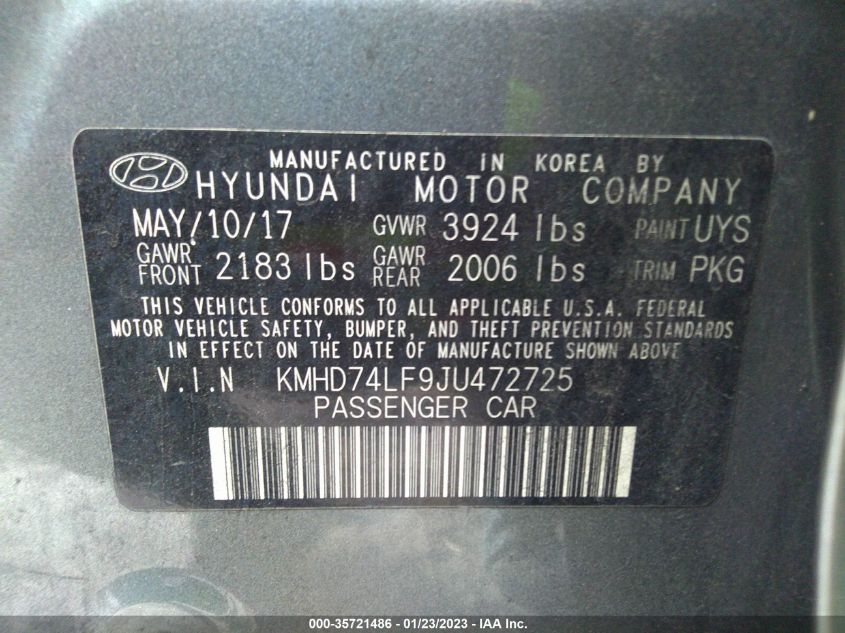 MANUFACTURED IN KOREA BY
HYUNDAI MOTOR COMPANY
MAY/10/17 GVWR 3924 lbs PAINT UYS
GAWR FRONT 2183 lbs GAWR REAR 2006 lbs TRIM PKG
THIS VEHICLE CONFORMS TO ALL APPLICABLE U.S.A. FEDERAL
MOTOR VEHICLE SAFETY, BUMPER, AND THEFT PREVENTION STANDARDS
IN EFFECT ON THE DATE OF MANUFACTURE SHOWN ABOVE
V.I.N KMHD74LF9JU472725
PASSENGER CAR
000-35721486 - 01/23/2023 - IAA Inc.